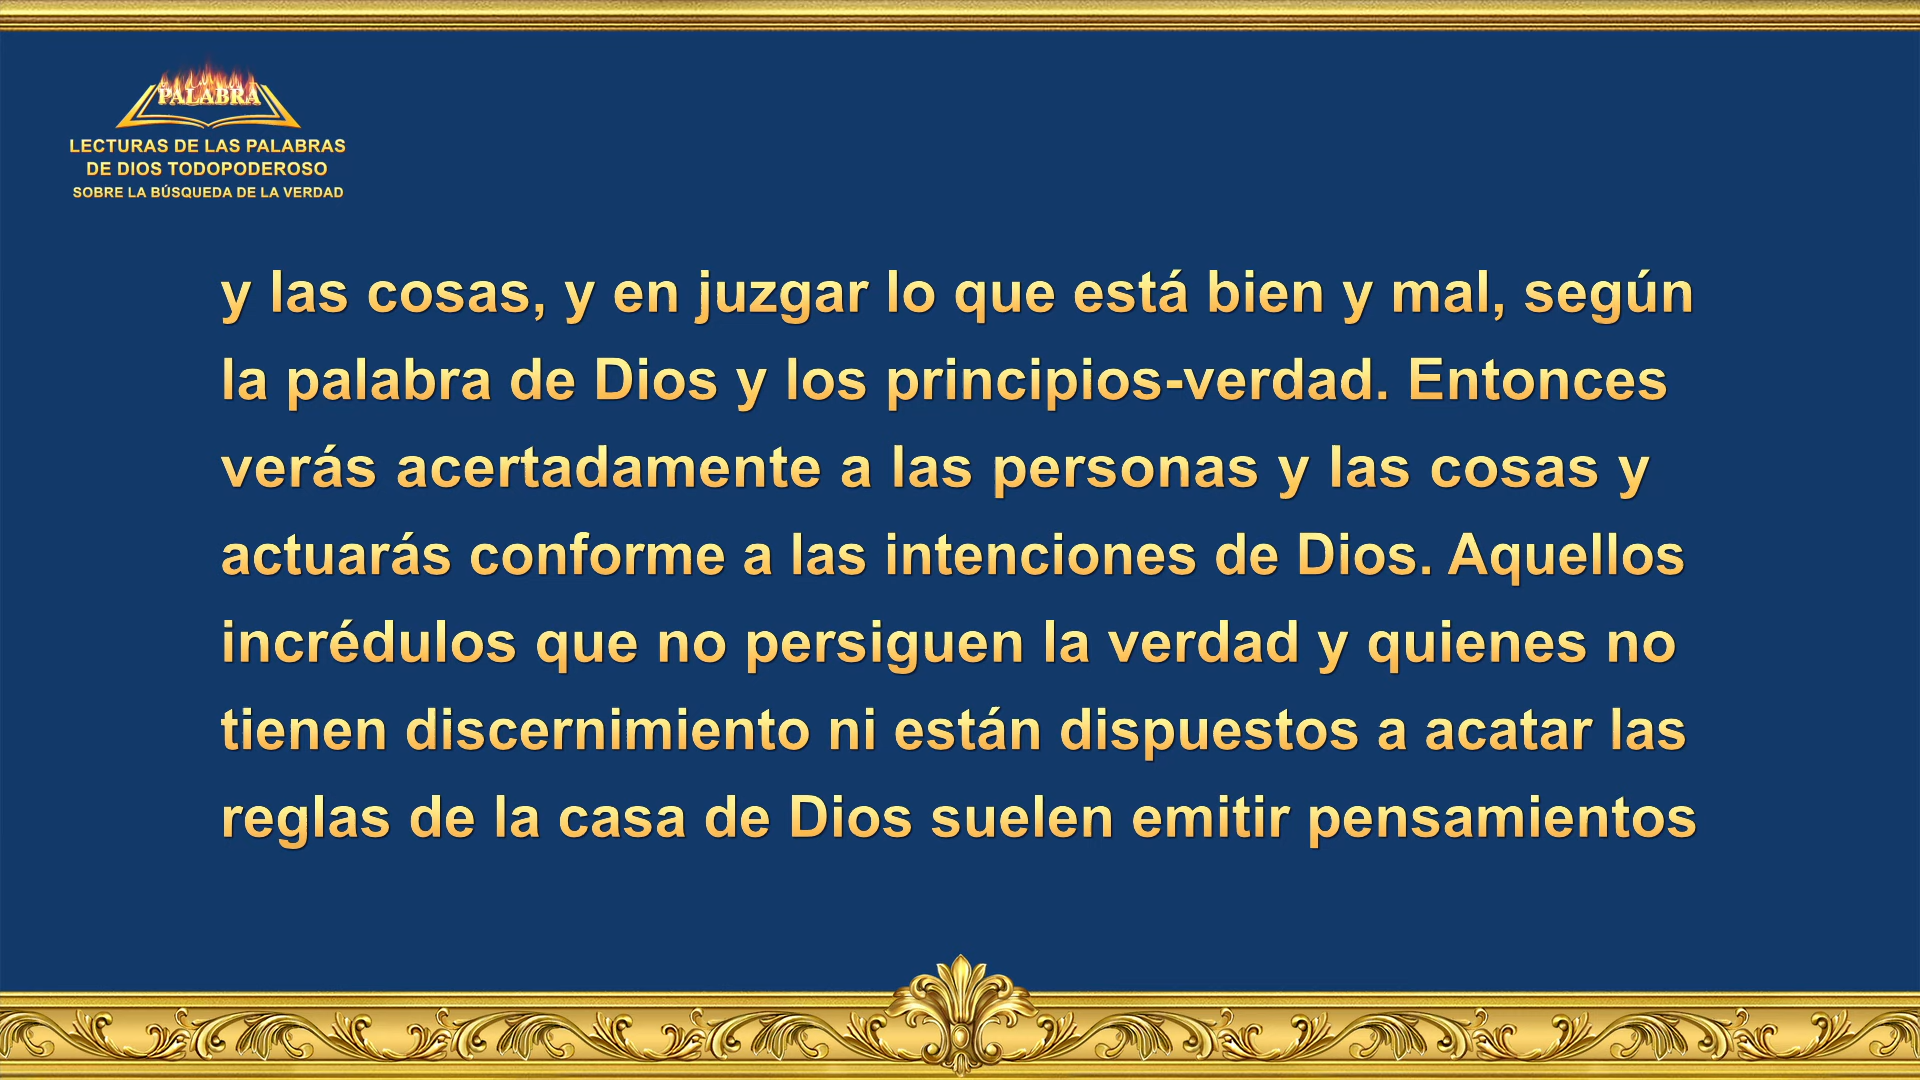 PALABRA
LECTURAS DE LAS PALABRAS
DE DIOS TODOPODEROSO
SOBRE LA BÚSQUEDA DE LA VERDAD
y las cosas, y en juzgar lo que está bien y mal, según
la palabra de Dios y los principios-verdad. Entonces
verás acertadamente a las personas y las cosas y
actuarás conforme a las intenciones de Dios. Aquellos
incrédulos que no persiguen la verdad y quienes no
tienen discernimiento ni están dispuestos a acatar las
reglas de la casa de Dios suelen emitir pensamientos